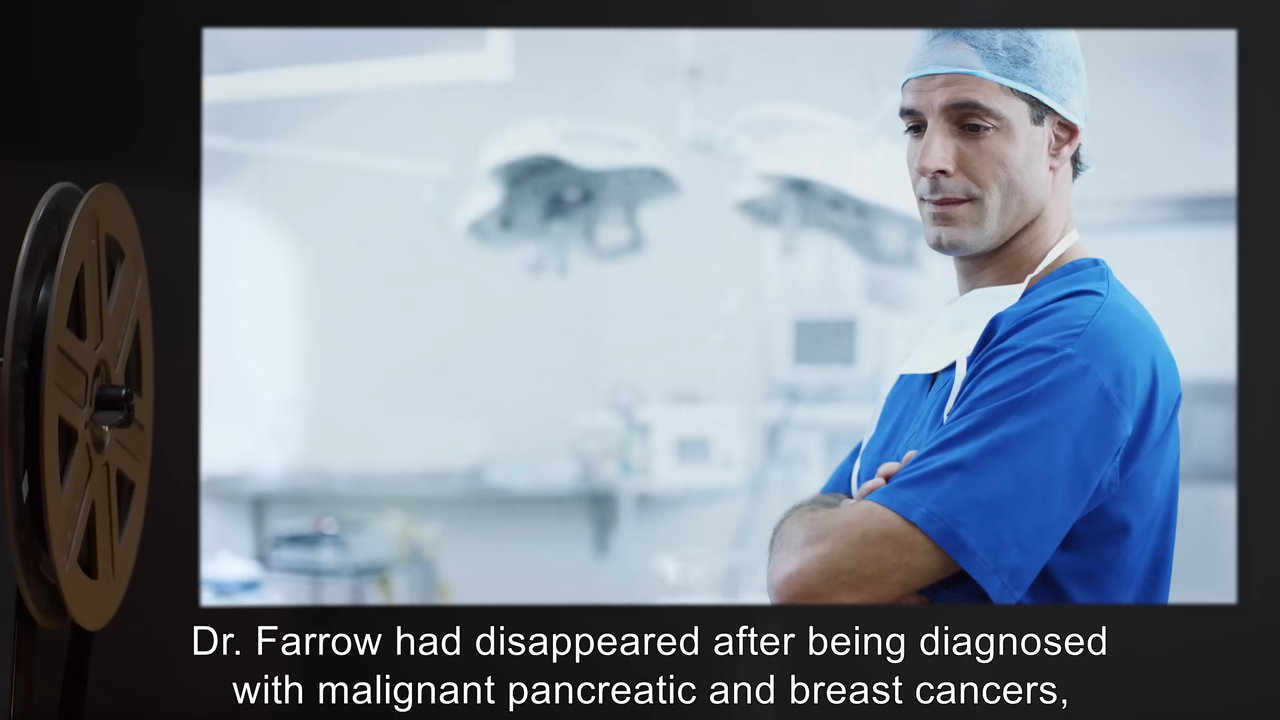 Dr. Farrow had disappeared after being diagnosed
with malignant pancreatic and breast cancers,